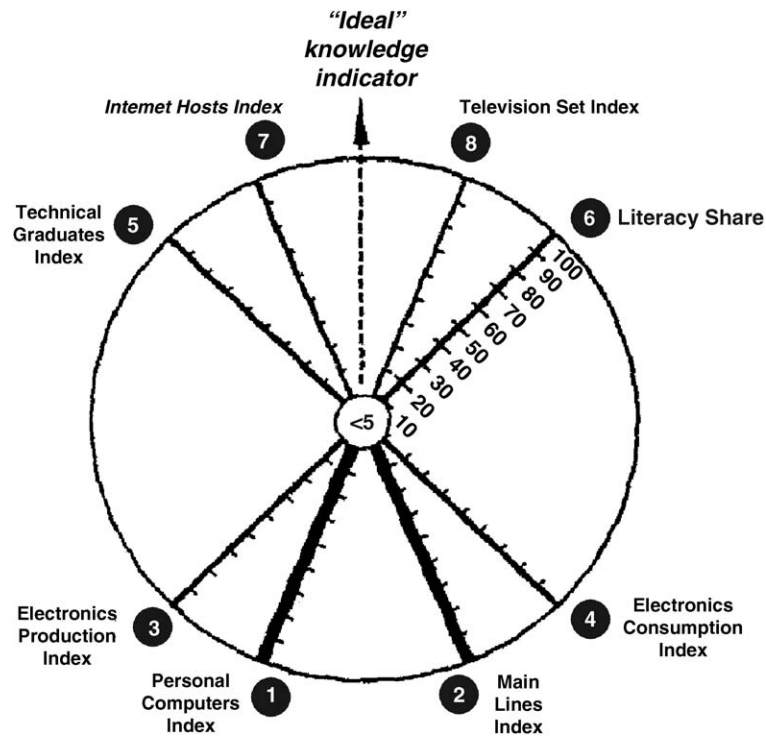 “Ideal”
knowledge
indicator
Intemet Hosts Index
Television Set Index
7
8
Technical
Graduates
Index
5
6
Literacy Share
100
90
80
70
60
50
40
30
20
10
<5
Electronics
Production
Index
3
4
Electronics
Consumption
Index
Personal
Computers
Index
1
2
Main
Lines
Index